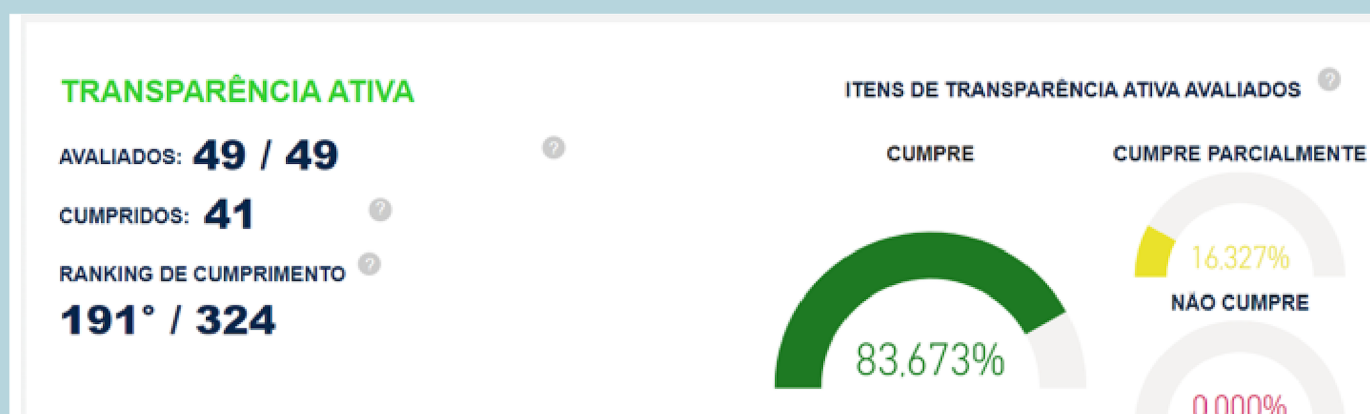 TRANSPARÊNCIA ATIVA
AVALIADOS: 49 / 49
CUMPRIDOS: 41
RANKING DE CUMPRIMENTO
191° / 324
ITENS DE TRANSPARÊNCIA ATIVA AVALIADOS
CUMPRE
83,673%
CUMPRE PARCIALMENTE
16,327%
NÃO CUMPRE
0,000%